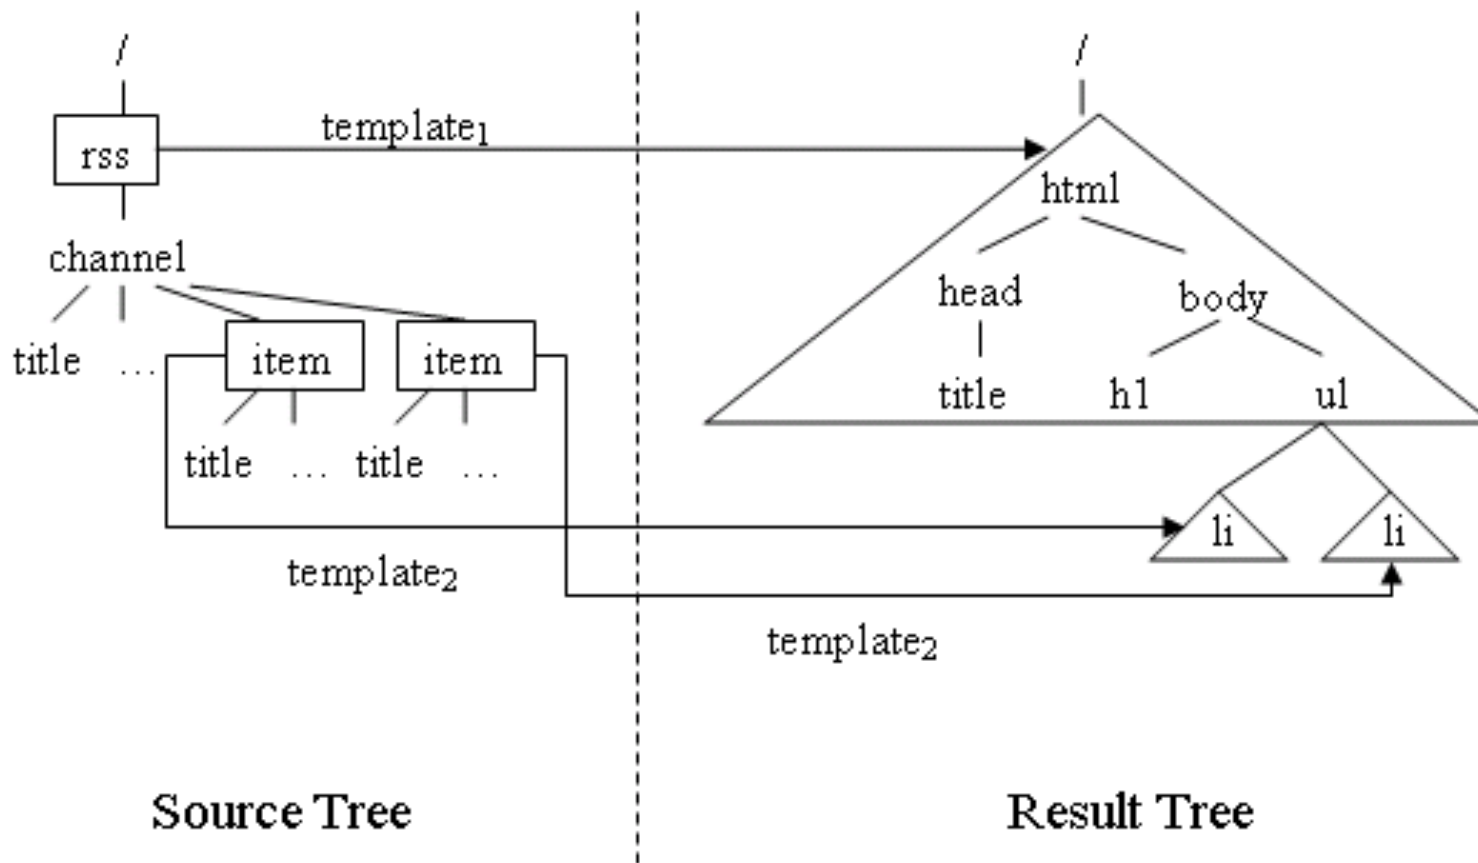 /
/
template₁
rss
html
channel
head
body
title
…
item
item
title
h1
ul
title
…
title
…
li
li
template₂
template₂
Source Tree
Result Tree